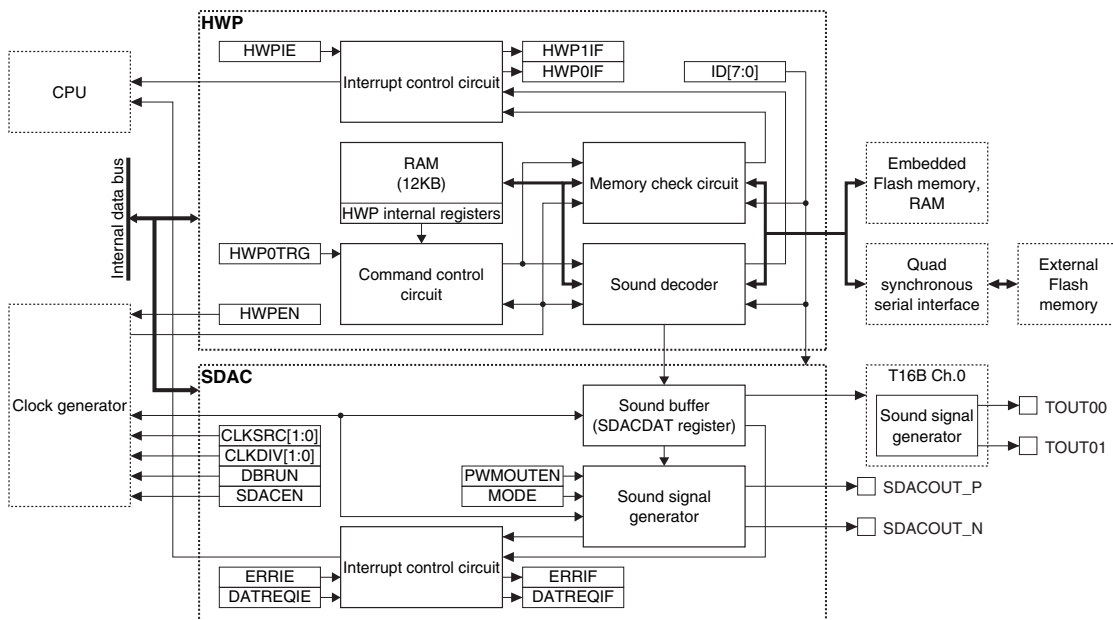 HWP
HWPIE
Interrupt control circuit
HWP1IF
HWP0IF
ID[7:0]
CPU
Internal data bus
RAM
(12KB)
HWP internal registers
Memory check circuit
Embedded
Flash memory,
RAM
HWP0TRG
Command control
circuit
Sound decoder
Quad
synchronous
serial interface
External
Flash
memory
HWPEN
SDAC
Clock generator
Sound buffer
(SDACDAT register)
T16B Ch.0
Sound signal
generator
TOUT00
TOUT01
CLKSRC[1:0]
CLKDIV[1:0]
DBRUN
SDACEN
PWMOUTEN
MODE
Sound signal
generator
SDACOUT_P
SDACOUT_N
Interrupt control circuit
ERRIE
DATREQIE
ERRIF
DATREQIF